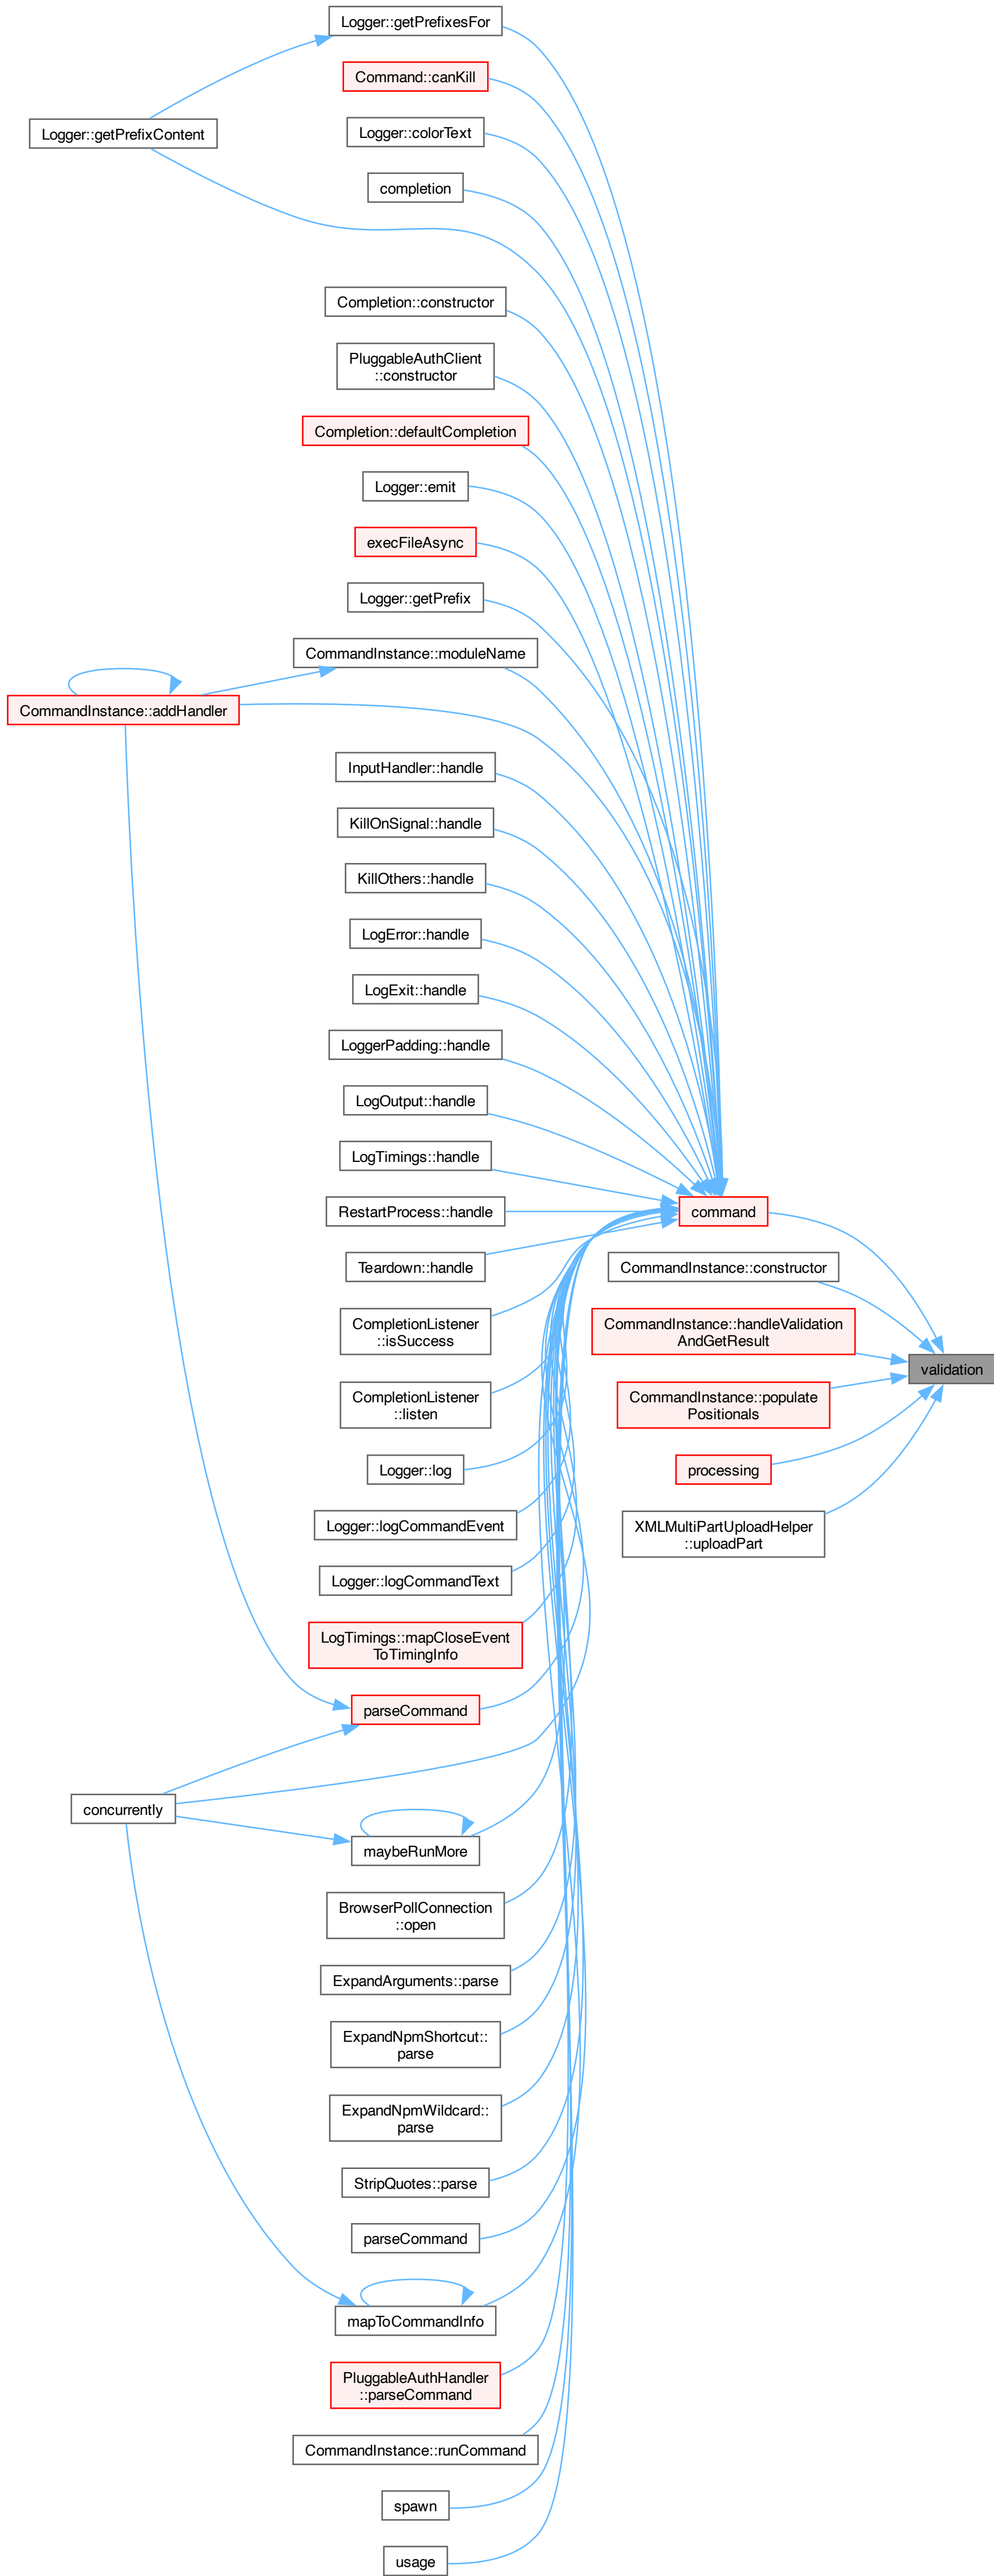 Logger::getPrefixesFor
Command::canKill
Logger::colorText
Logger::getPrefixContent
completion
Completion::constructor
PluggableAuthClient
::constructor
Completion::defaultCompletion
Logger::emit
execFileAsync
Logger::getPrefix
CommandInstance::moduleName
CommandInstance::addHandler
InputHandler::handle
KillOnSignal::handle
KillOthers::handle
LogError::handle
LogExit::handle
LoggerPadding::handle
LogOutput::handle
LogTimings::handle
RestartProcess::handle
command
Teardown::handle
CommandInstance::constructor
CompletionListener
::isSuccess
CommandInstance::handleValidation
AndGetResult
validation
CompletionListener
::listen
CommandInstance::populate
Positionals
Logger::log
processing
Logger::logCommandEvent
XMLMultiPartUploadHelper
::uploadPart
Logger::logCommandText
LogTimings::mapCloseEvent
ToTimingInfo
parseCommand
concurrently
maybeRunMore
BrowserPollConnection
::open
ExpandArguments::parse
ExpandNpmShortcut::
parse
ExpandNpmWildcard::
parse
StripQuotes::parse
parseCommand
mapToCommandInfo
PluggableAuthHandler
::parseCommand
CommandInstance::runCommand
spawn
usage